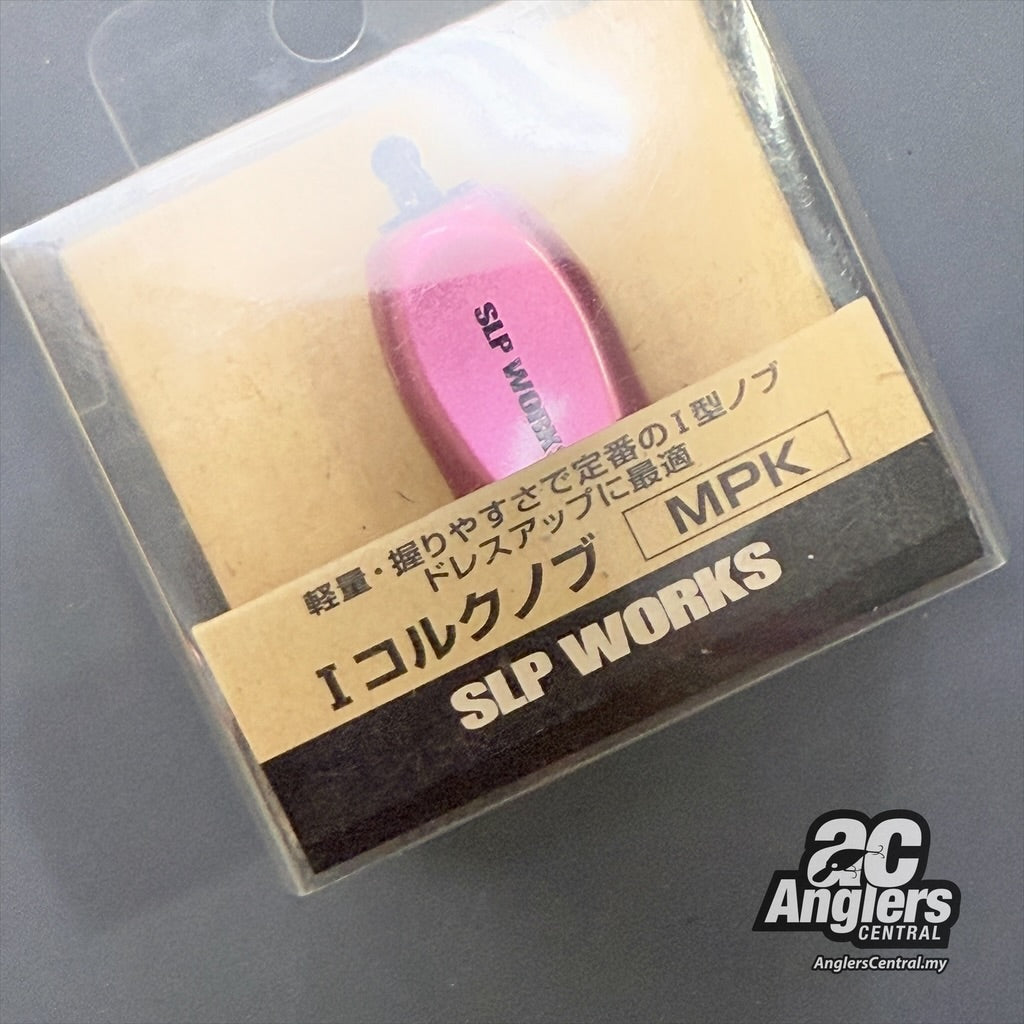 SLP WORKS
軽量・握りやすさで定番のI型ノブ
ドレスアップに最適
Iコルクノブ MPK
SLP WORKS
ac
Anglers
CENTRAL
AnglersCentral.my